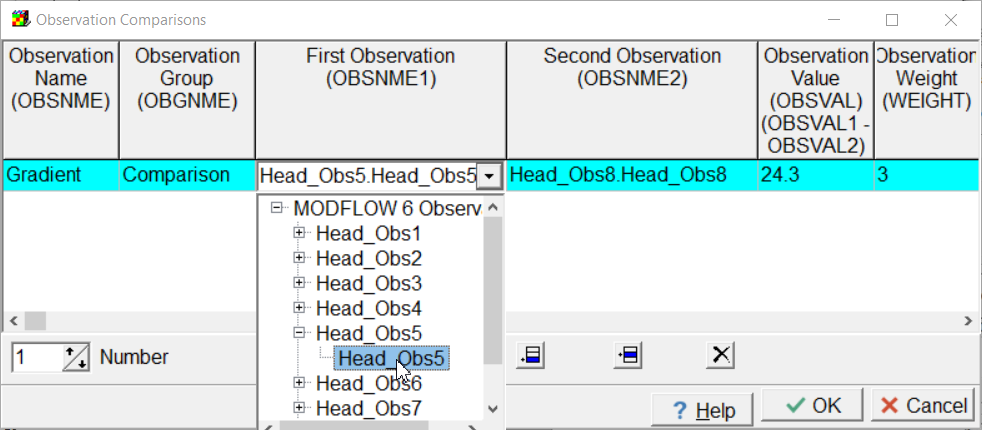 Observation Comparisons
Observation
Name
(OBSNME)
Observation
Group
(OBGNME)
First Observation
(OBSNME1)
Second Observation
(OBSNME2)
Observation
Value
(OBSVAL)
(OBSVAL1 -
OBSVAL2)
Observation
Weight
(WEIGHT)
Gradient
Comparison
Head_Obs5.Head_Obs5
Head_Obs8.Head_Obs8
24.3
3
MODFLOW 6 Observ
Head_Obs1
Head_Obs2
Head_Obs3
Head_Obs4
Head_Obs5
Head_Obs5
Head_Obs6
Head_Obs7
1
Number
? Help
OK
Cancel